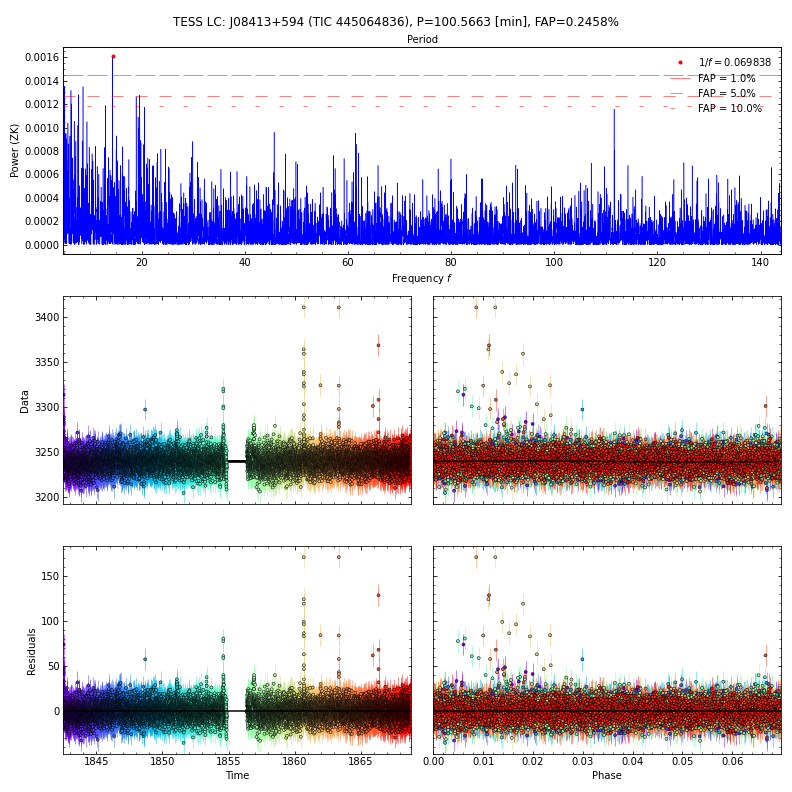 TESS LC: J08413+594 (TIC 445064836), P=100.5663 [min], FAP=0.2458%
Period
0.0016
0.0014
0.0012
0.0010
0.0008
0.0006
0.0004
0.0002
0.0000
Power (ZK)
1/f = 0.069838
FAP = 1.0%
FAP = 5.0%
FAP = 10.0%
20 40 60 80 100 120 140
Frequency f
3400
3350
3300
3250
3200
Data
150
100
50
0
Residuals
1845 1850 1855 1860 1865
Time
0.00 0.01 0.02 0.03 0.04 0.05 0.06
Phase